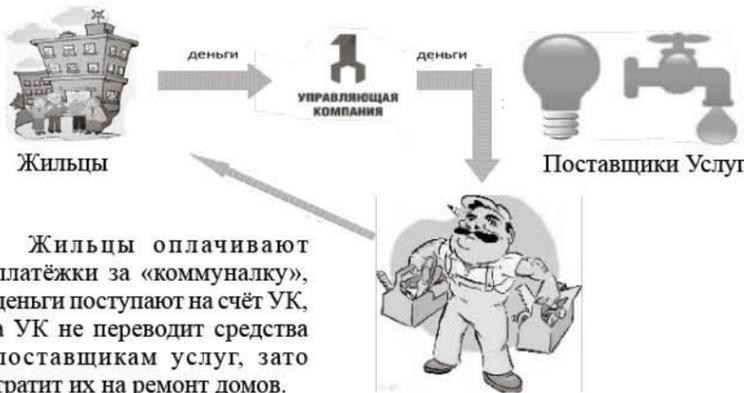 деньги
деньги
УПРАВЛЯЮЩАЯ
КОМПАНИЯ
Жильцы
Поставщики Услуг
Жильцы оплачивают
платёжки за «коммуналку»,
деньги поступают на счёт УК,
а УК не переводит средства
поставщикам услуг, зато
тратит их на ремонт домов.